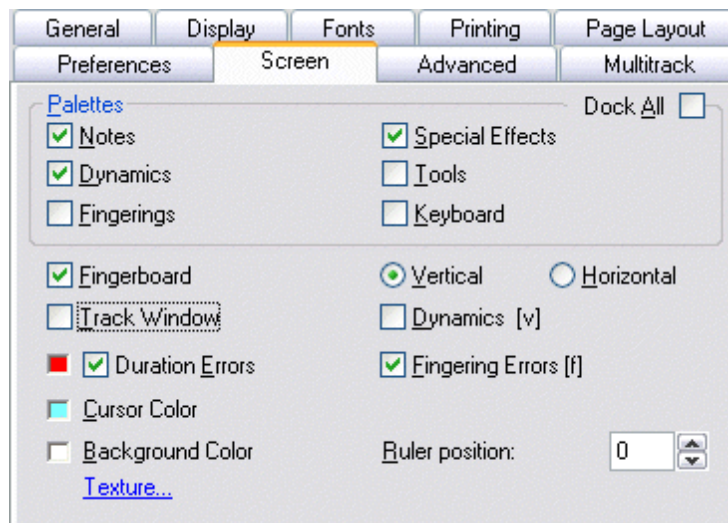 General Display Fonts Printing Page Layout
Preferences Screen Advanced Multitrack
Palettes Dock All
Notes Special Effects
Dynamics Tools
Fingerings Keyboard
Fingerboard Vertical Horizontal
Track Window Dynamics [v]
Duration Errors Fingering Errors [f]
Cursor Color
Background Color Ruler position: 0
Texture...